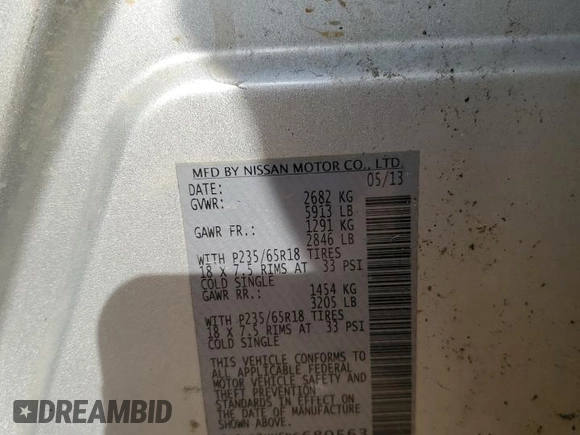 MFD BY NISSAN MOTOR CO., LTD.
DATE: 05/13
GVWR: 2682 KG
5913 LB
GAWR FR.: 1291 KG
2846 LB
WITH P235/65R18 TIRES
18 X 7.5 RIMS AT 33 PSI
COLD SINGLE
GAWR RR.: 1454 KG
3205 LB
WITH P235/65R18 TIRES
18 X 7.5 RIMS AT 33 PSI
COLD SINGLE
THIS VEHICLE CONFORMS TO
ALL APPLICABLE FEDERAL
MOTOR VEHICLE SAFETY AND
THEFT PREVENTION
STANDARDS IN EFFECT ON
THE DATE OF MANUFACTURE
SHOWN ABOVE.
DREAMBID